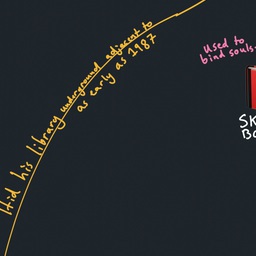 Hid his library underground adjacent to
as early as 1987
Used to
bind souls.
SK
Bo